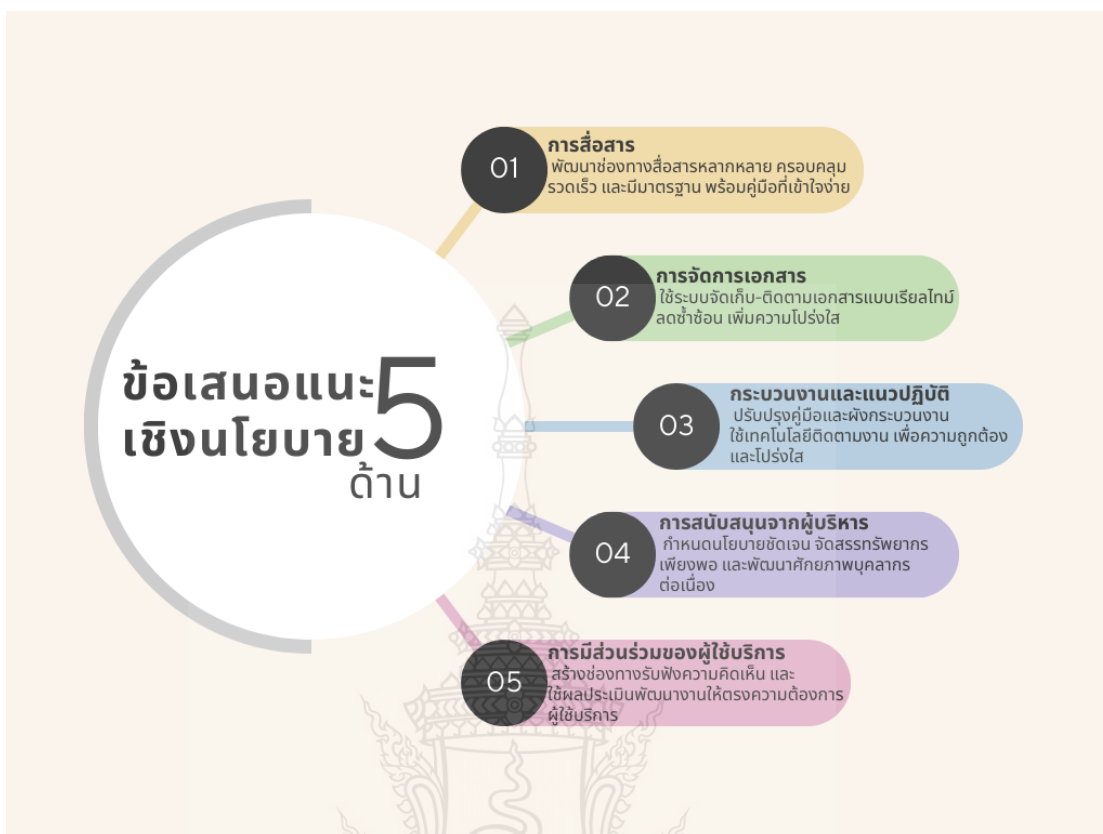 ข้อเสนอแนะ
เชิงนโยบาย 5
ด้าน
01
การสื่อสาร
พัฒนาช่องทางสื่อสารหลากหลาย ครอบคลุม
รวดเร็ว และมีมาตรฐาน พร้อมคู่มือที่เข้าใจง่าย
02
การจัดการเอกสาร
ใช้ระบบจัดเก็บ-ติดตามเอกสารแบบเรียลไทม์
ลดซ้ำซ้อน เพิ่มความโปร่งใส
03
กระบวนงานและแนวปฏิบัติ
ปรับปรุงคู่มือและผังกระบวนงาน
ใช้เทคโนโลยีติดตามงาน เพื่อความถูกต้อง
และโปร่งใส
04
การสนับสนุนจากผู้บริหาร
กำหนดนโยบายชัดเจน จัดสรรทรัพยากร
เพียงพอ และพัฒนาศักยภาพบุคลากร
ต่อเนื่อง
05
การมีส่วนร่วมของผู้ใช้บริการ
สร้างช่องทางรับฟังความคิดเห็น และ
ใช้ผลประเมินพัฒนางานให้ตรงความต้องการ
ผู้ใช้บริการ